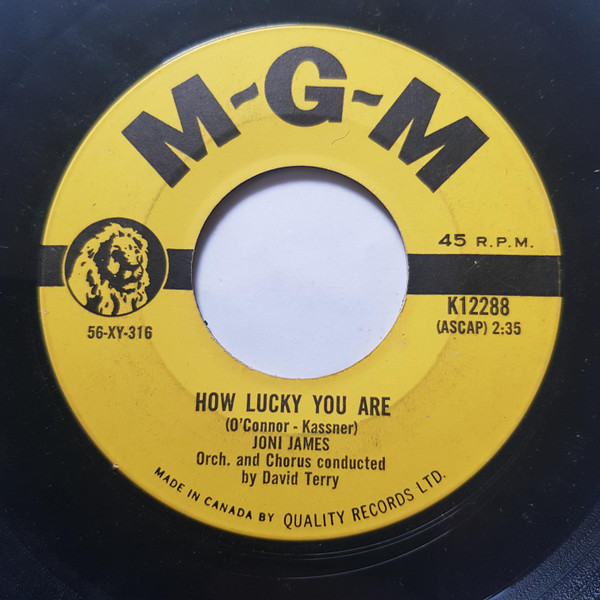 M-G-M
45 R.P.M.
56-XY-316
K12288
(ASCAP) 2:35
HOW LUCKY YOU ARE
(O'Connor - Kassner)
JONI JAMES
Orch. and Chorus conducted
by David Terry
MADE IN CANADA BY QUALITY RECORDS LTD.